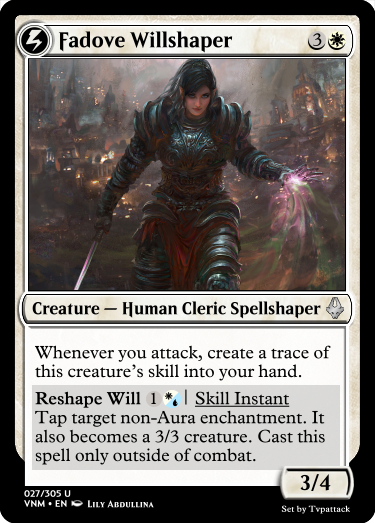 Fadove Willshaper 3
Creature — Human Cleric Spellshaper
Whenever you attack, create a trace of
this creature's skill into your hand.
Reshape Will 1 | Skill Instant
Tap target non-Aura enchantment. It
also becomes a 3/3 creature. Cast this
spell only outside of combat.
3/4
027/305 U
VNM • EN Lily Abdullina
Set by Tvpattack